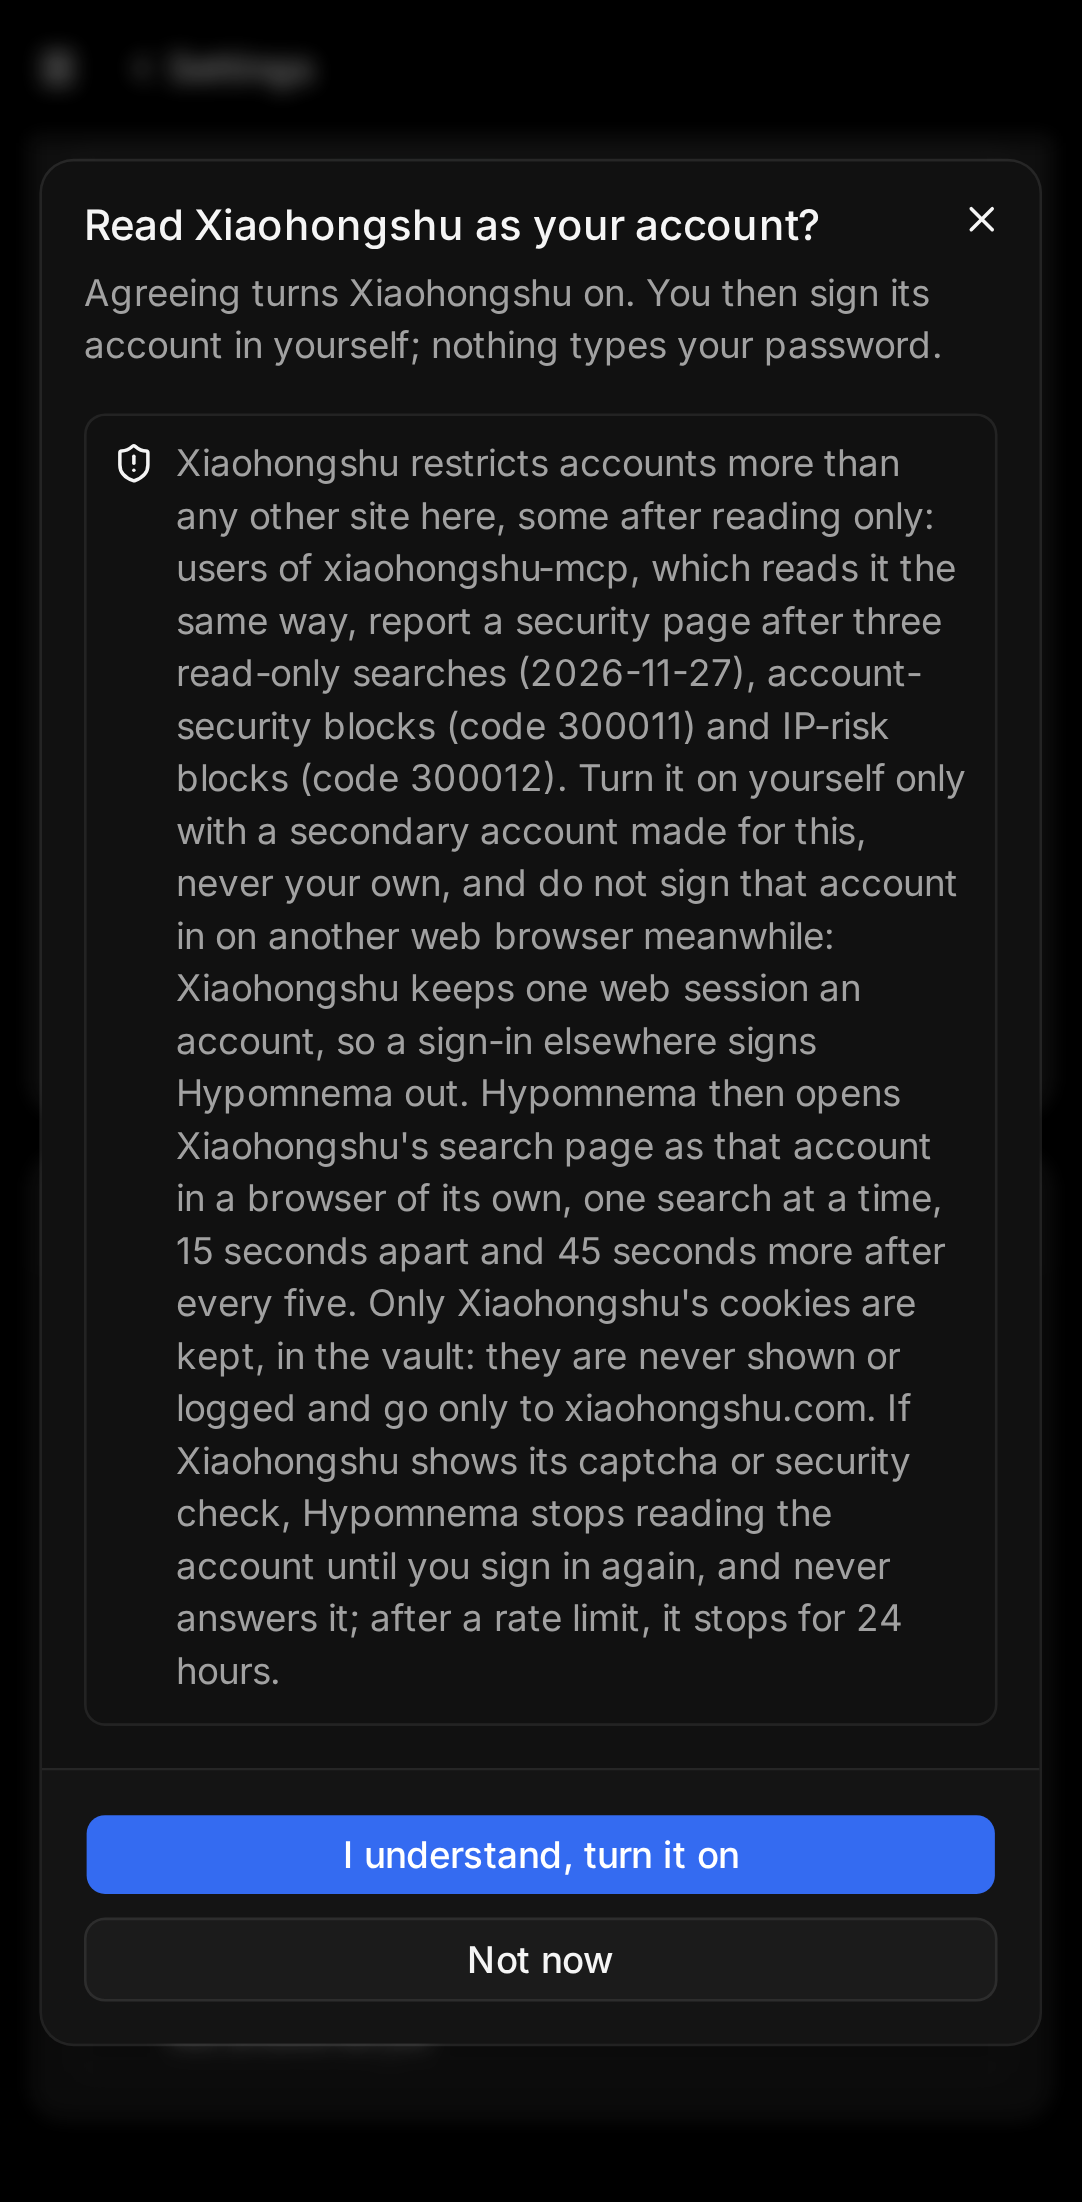 Settings
Read Xiaohongshu as your account?
Agreeing turns Xiaohongshu on. You then sign its
account in yourself; nothing types your password.
Xiaohongshu restricts accounts more than
any other site here, some after reading only:
users of xiaohongshu-mcp, which reads it the
same way, report a security page after three
read-only searches (2026-11-27), account-
security blocks (code 300011) and IP-risk
blocks (code 300012). Turn it on yourself only
with a secondary account made for this,
never your own, and do not sign that account
in on another web browser meanwhile:
Xiaohongshu keeps one web session an
account, so a sign-in elsewhere signs
Hypomnema out. Hypomnema then opens
Xiaohongshu's search page as that account
in a browser of its own, one search at a time,
15 seconds apart and 45 seconds more after
every five. Only Xiaohongshu's cookies are
kept, in the vault: they are never shown or
logged and go only to xiaohongshu.com. If
Xiaohongshu shows its captcha or security
check, Hypomnema stops reading the
account until you sign in again, and never
answers it; after a rate limit, it stops for 24
hours.
I understand, turn it on
Not now